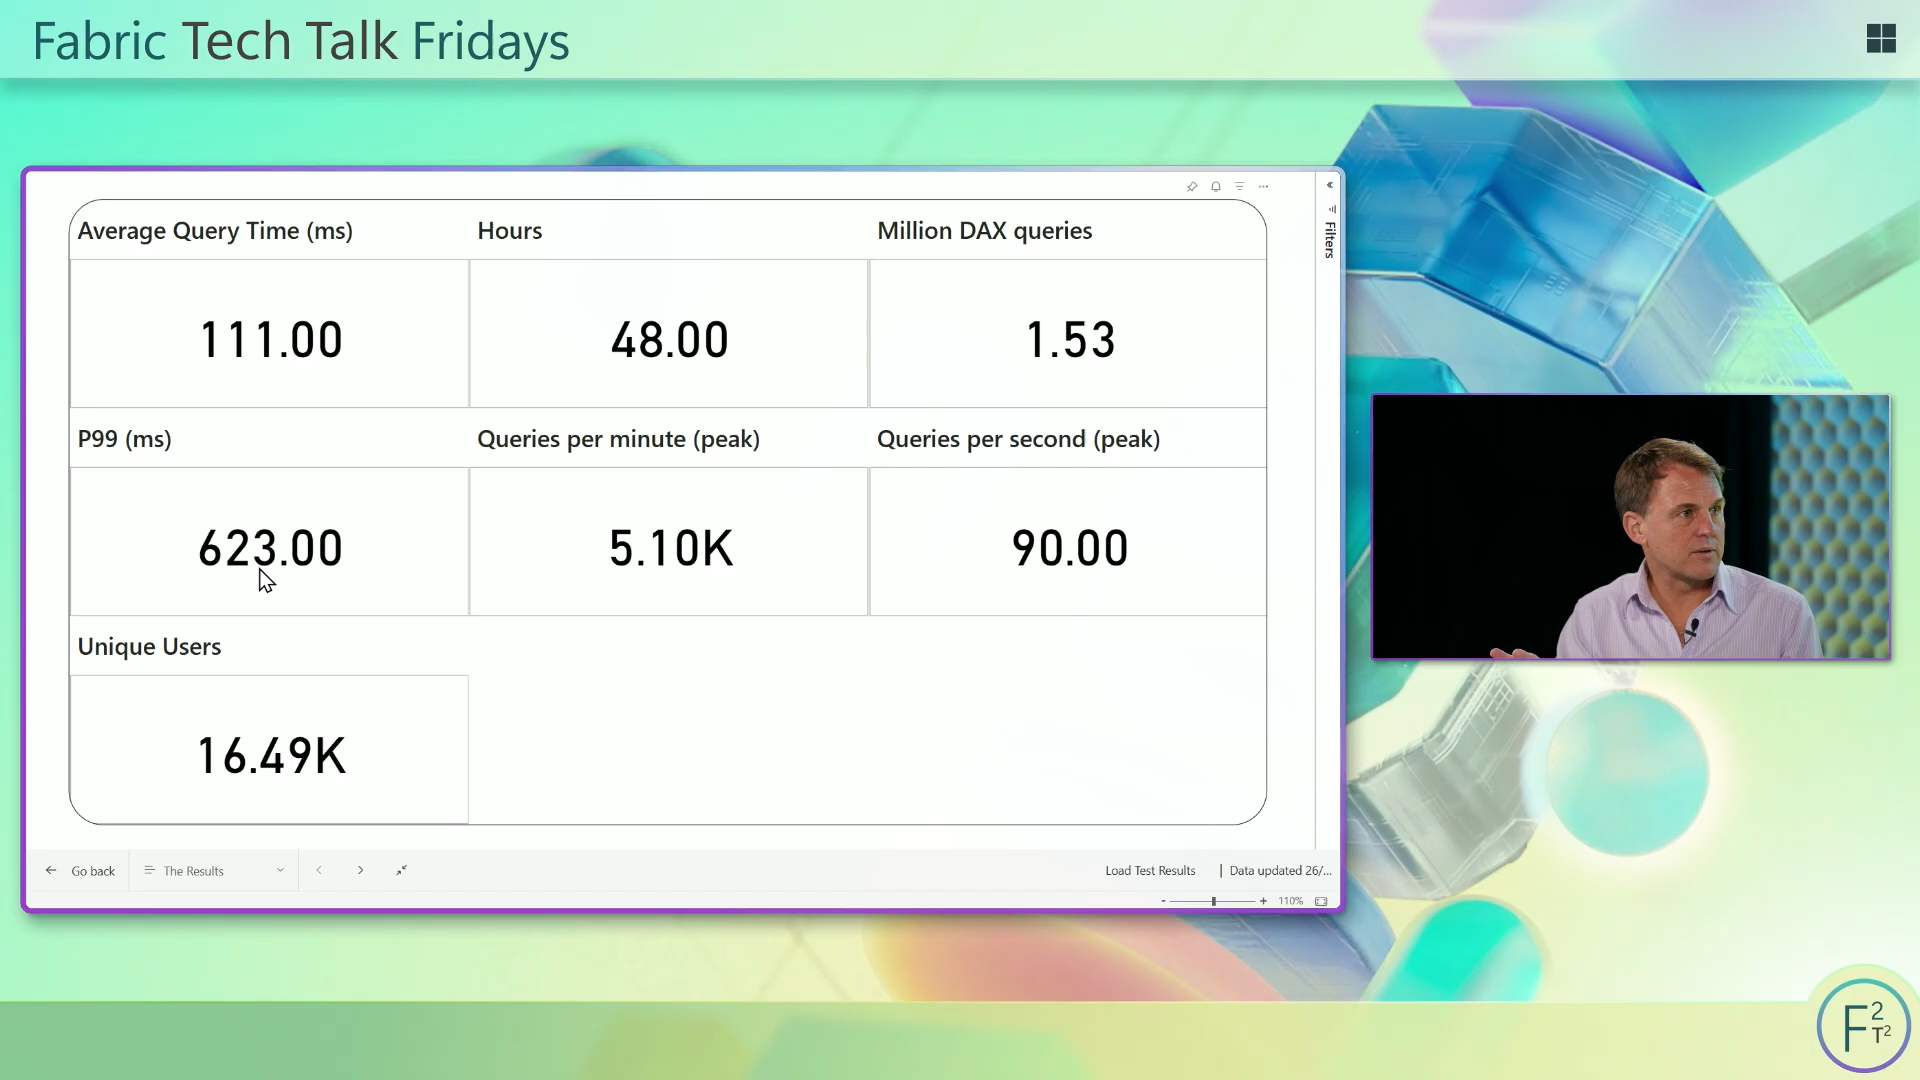 Fabric Tech Talk Fridays
Filters
Average Query Time (ms) Hours Million DAX queries
111.00 48.00 1.53
P99 (ms) Queries per minute (peak) Queries per second (peak)
623.00 5.10K 90.00
Unique Users
16.49K
Go back The Results Load Test Results | Data updated 26/...
- + 110%
F2
T2